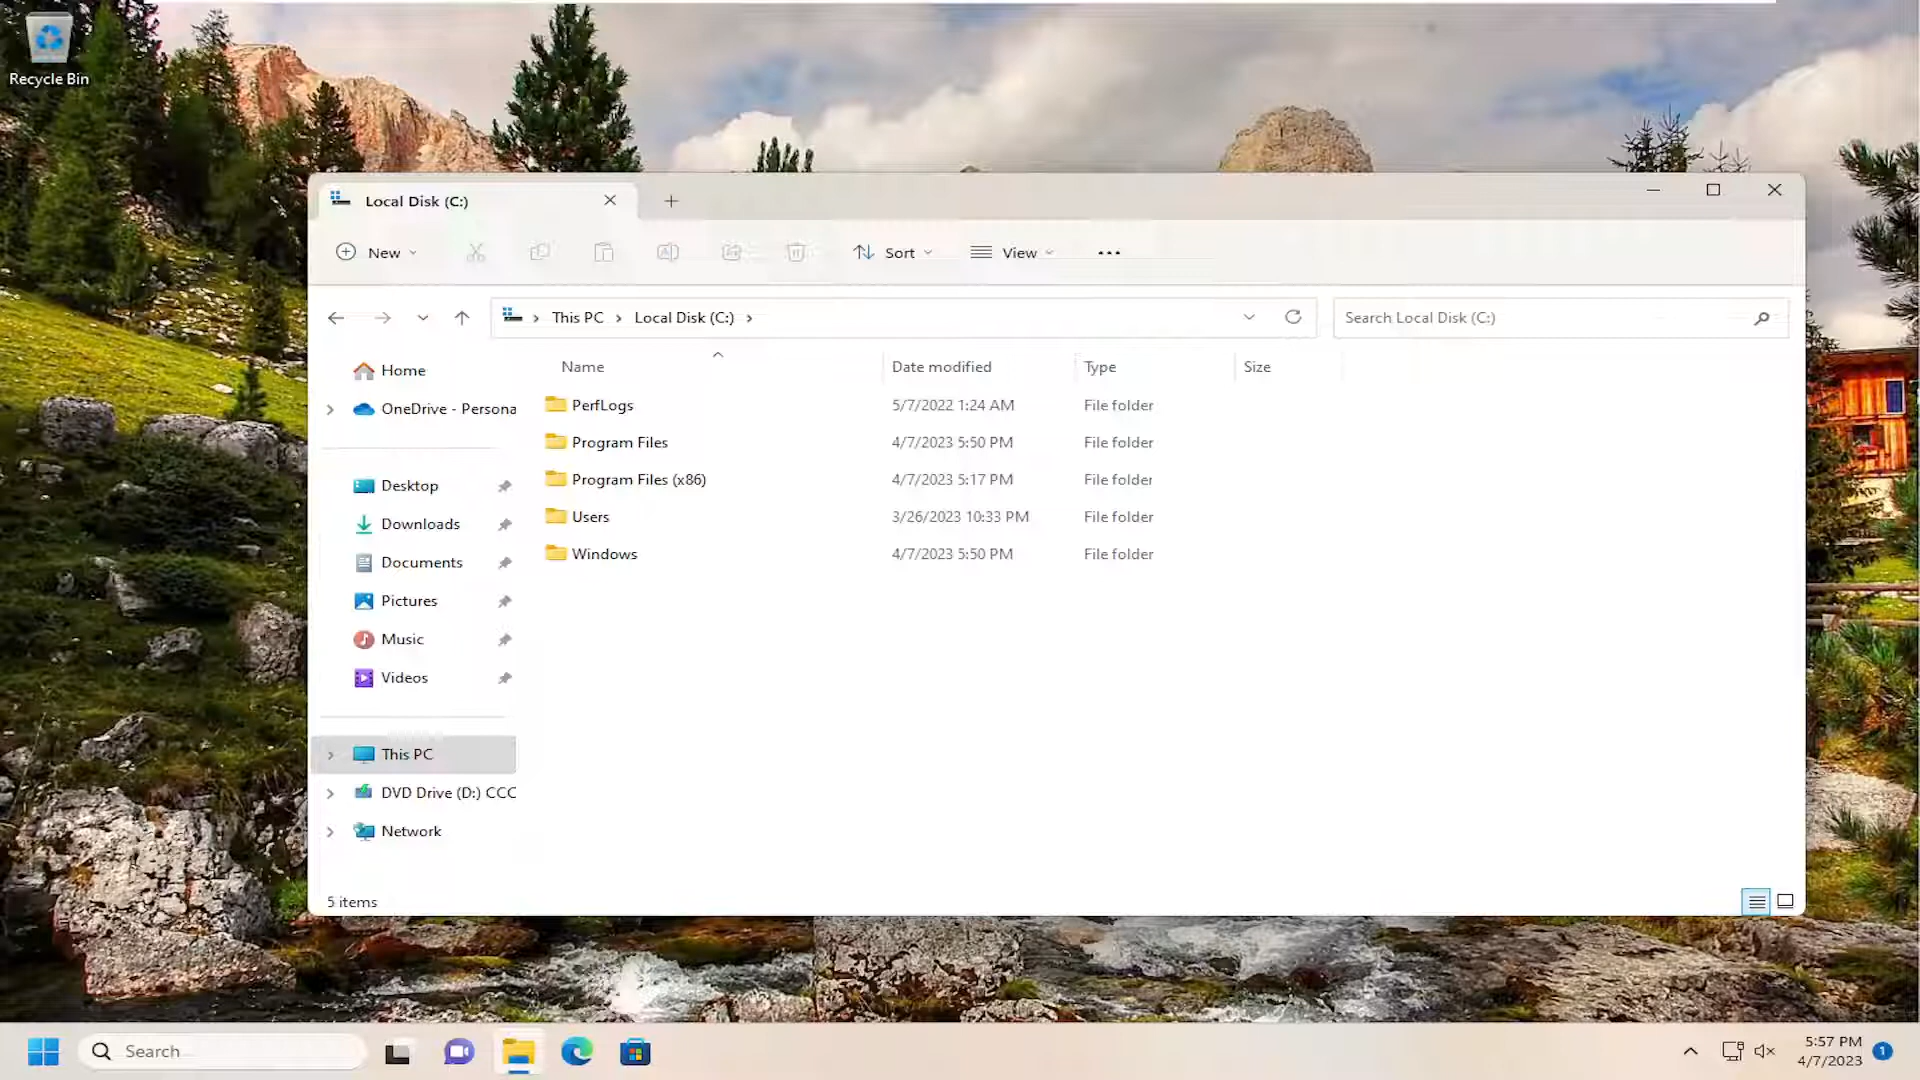 Recycle Bin
Local Disk (C:)
New
Sort
View
This PC
Local Disk (C:)
Search Local Disk (C:)
Name
Date modified
Type
Size
Home
OneDrive - Persona
Desktop
Downloads
Documents
Pictures
Music
Videos
This PC
DVD Drive (D:) CCC
Network
PerfLogs 5/7/2022 1:24 AM File folder
Program Files 4/7/2023 5:50 PM File folder
Program Files (x86) 4/7/2023 5:17 PM File folder
Users 3/26/2023 10:33 PM File folder
Windows 4/7/2023 5:50 PM File folder
5 items
Search
5:57 PM
4/7/2023
1